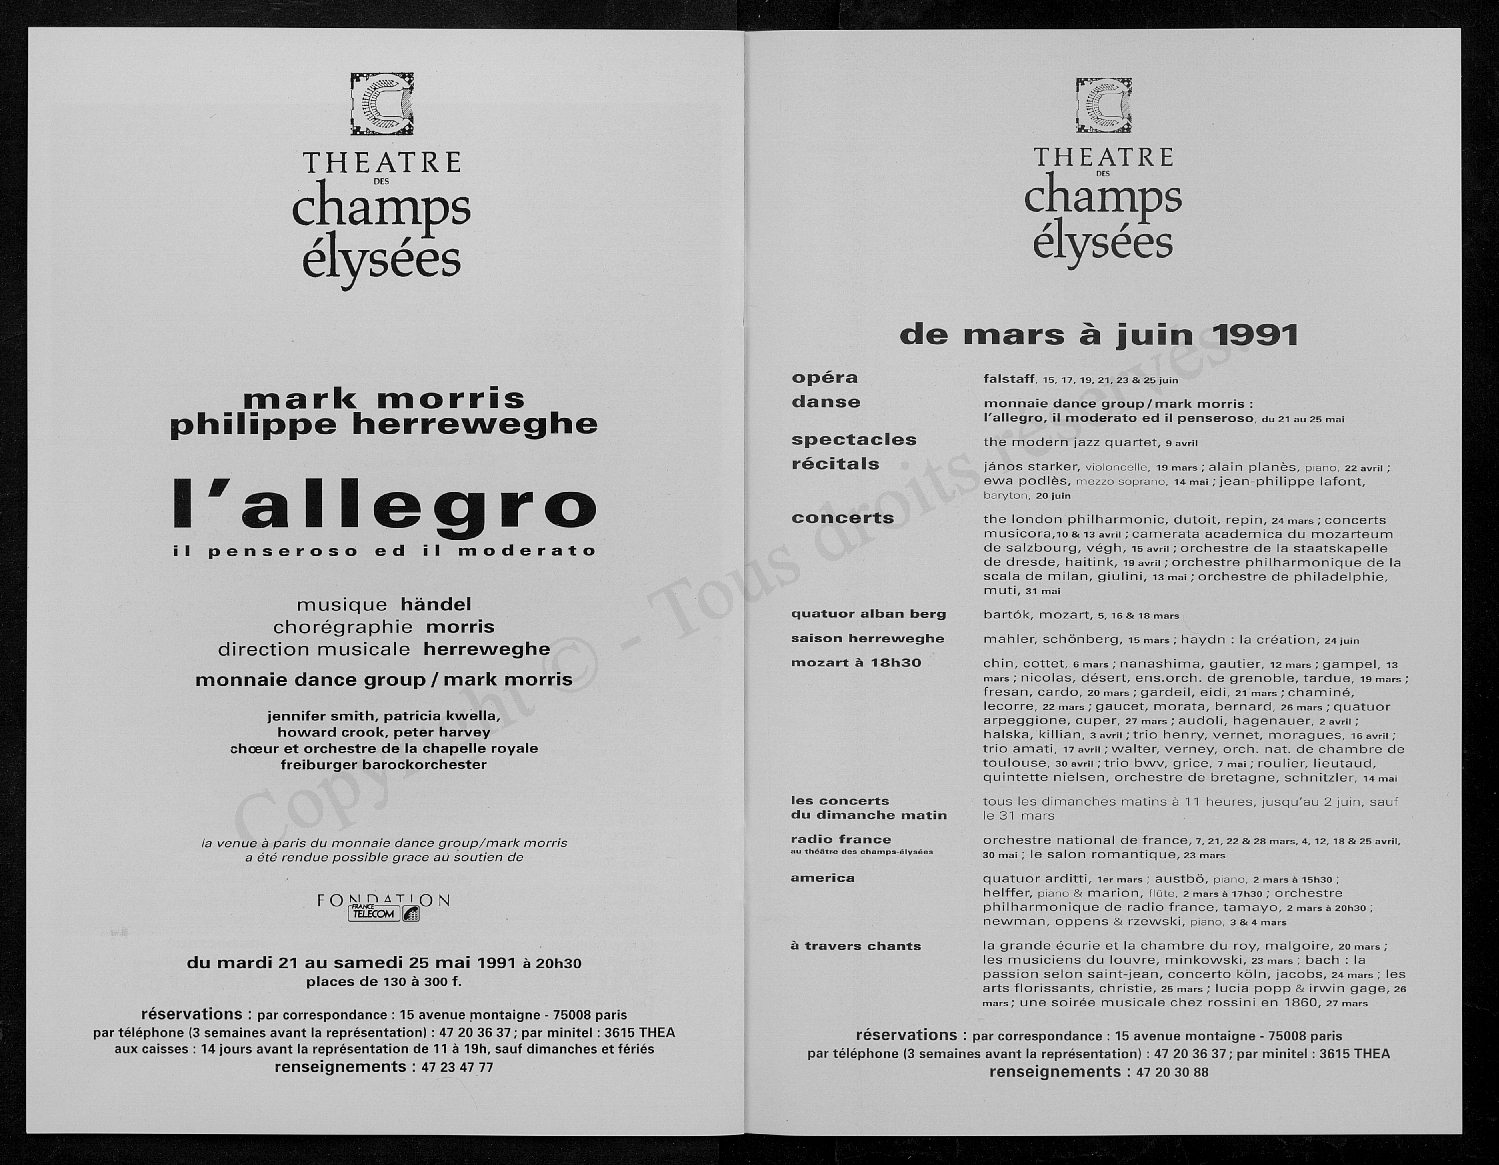 THEATRE
DES
champs
élysées
mark morris
philippe herreweghe
l'allegro
il penseroso ed il moderato
musique händel
chorégraphie morris
direction musicale herreweghe
monnaie dance group / mark morris
jennifer smith, patricia kwella,
howard crook, peter harvey
chœur et orchestre de la chapelle royale
freiburger barockorchester
la venue à paris du monnaie dance group/mark morris
a été rendue possible grace au soutien de
FONDATION
FRANCE
TELECOM
du mardi 21 au samedi 25 mai 1991 à 20h30
places de 130 à 300 f.
réservations : par correspondance : 15 avenue montaigne - 75008 paris
par téléphone (3 semaines avant la représentation) : 47 20 36 37 ; par minitel : 3615 THEA
aux caisses : 14 jours avant la représentation de 11 à 19h, sauf dimanches et fériés
renseignements : 47 23 47 77
THEATRE
DES
champs
élysées
de mars à juin 1991
opéra falstaff, 15, 17, 19, 21, 23 & 25 juin
danse monnaie dance group / mark morris :
l'allegro, il moderato ed il penseroso, du 21 au 25 mai
spectacles the modern jazz quartet, 9 avril
récitals jános starker, violoncelle, 19 mars ; alain planès, piano, 22 avril ;
ewa podlès, mezzo soprano, 14 mai ; jean-philippe lafont,
baryton, 20 juin
concerts the london philharmonic, dutoit, repin, 24 mars ; concerts
musicora, 10 & 13 avril ; camerata academica du mozarteum
de salzbourg, végh, 15 avril ; orchestre de la staatskapelle
de dresde, haitink, 19 avril ; orchestre philharmonique de la
scala de milan, giulini, 13 mai ; orchestre de philadelphie,
muti, 31 mai
quatuor alban berg bartók, mozart, 5, 16 & 18 mars
saison herreweghe mahler, schönberg, 15 mars ; haydn : la création, 24 juin
mozart à 18h30 chin, cottet, 6 mars ; nanashima, gautier, 12 mars ; gampel, 13
mars ; nicolas, désert, ens.orch. de grenoble, tardue, 19 mars ;
fresan, cardo, 20 mars ; gardeil, eidi, 21 mars ; chaminé,
lecorre, 22 mars ; gaucet, morata, bernard, 26 mars ; quatuor
arpeggione, cuper, 27 mars ; audoli, hagenauer, 2 avril ;
halska, killian, 3 avril ; trio henry, vernet, moragues, 16 avril ;
trio amati, 17 avril ; walter, verney, orch. nat. de chambre de
toulouse, 30 avril ; trio bwv, grice, 7 mai ; roulier, lieutaud,
quintette nielsen, orchestre de bretagne, schnitzler, 14 mai
les concerts tous les dimanches matins à 11 heures, jusqu'au 2 juin, sauf
du dimanche matin le 31 mars
radio france orchestre national de france, 7, 21, 22 & 28 mars, 4, 12, 18 & 25 avril,
au théâtre des champs-élysées 30 mai ; le salon romantique, 23 mars
america quatuor arditti, 1er mars ; austbö, piano, 2 mars à 15h30 ;
helffer, piano & marion, flûte, 2 mars à 17h30 ; orchestre
philharmonique de radio france, tamayo, 2 mars à 20h30 ;
newman, oppens & rzewski, piano, 3 & 4 mars
à travers chants la grande écurie et la chambre du roy, malgoire, 20 mars ;
les musiciens du louvre, minkowski, 23 mars ; bach : la
passion selon saint-jean, concerto köln, jacobs, 24 mars ; les
arts florissants, christie, 25 mars ; lucia popp & irwin gage, 26
mars ; une soirée musicale chez rossini en 1860, 27 mars
réservations : par correspondance : 15 avenue montaigne - 75008 paris
par téléphone (3 semaines avant la représentation) : 47 20 36 37 ; par minitel : 3615 THEA
renseignements : 47 20 30 88
Copyright © - Tous droits réservés.